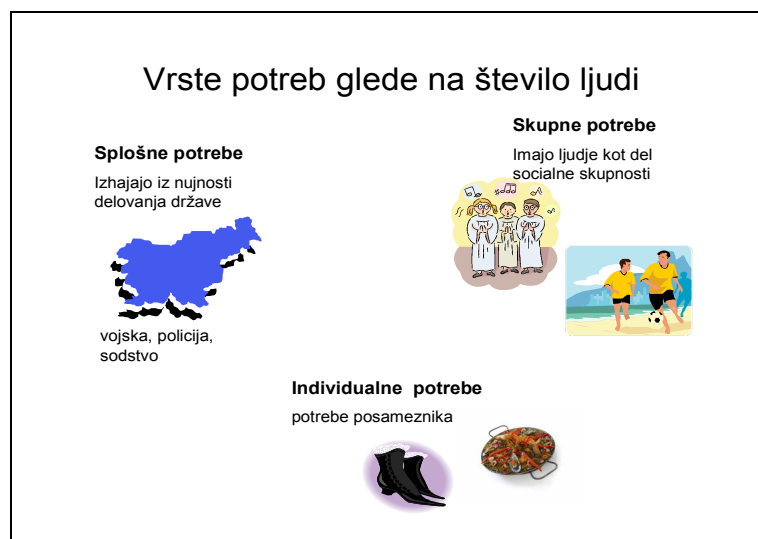 Vrste potreb glede na število ljudi
Splošne potrebe
Izhajajo iz nujnosti
delovanja države
vojska, policija,
sodstvo
Skupne potrebe
Imajo ljudje kot del
socialne skupnosti
Individualne potrebe
potrebe posameznika